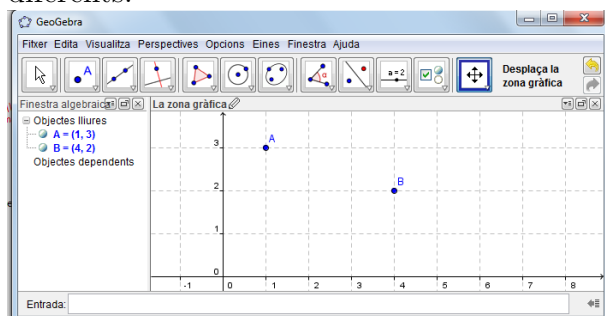 diferents.
GeoGebra
Fitxer Edita Visualitza Perspectives Opcions Eines Finestra Ajuda
A
α
a = 2
Desplaça la
zona gràfica
Finestra algebraica
La zona gràfica
Objectes lliures
A = (1, 3)
B = (4, 2)
Objectes dependents
A
B
3
2
1
0
-1 0 1 2 3 4 5 6 7 8
Entrada: